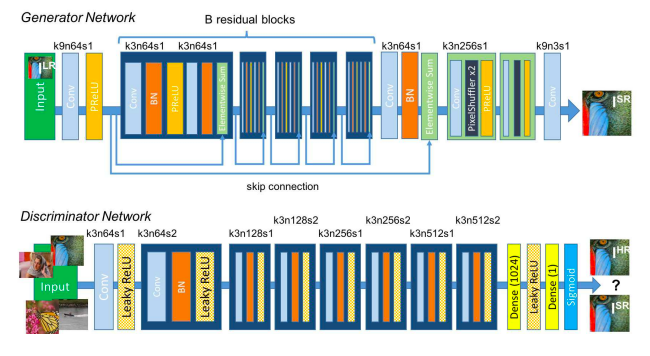 Generator Network
B residual blocks
k9n64s1
k3n64s1
k3n64s1
k3n64s1
k3n256s1
k9n3s1
I LR
Input
Conv
PReLU
Conv
BN
PReLU
Elementwise Sum
Conv
BN
Elementwise Sum
Conv
PixelShuffler x2
PReLU
Conv
I SR
skip connection
Discriminator Network
k3n64s1
k3n64s2
k3n128s1
k3n128s2
k3n256s1
k3n256s2
k3n512s1
k3n512s2
Input
Conv
Leaky ReLU
Conv
BN
Leaky ReLU
Dense (1024)
Leaky ReLU
Dense (1)
Sigmoid
I HR
?
I SR